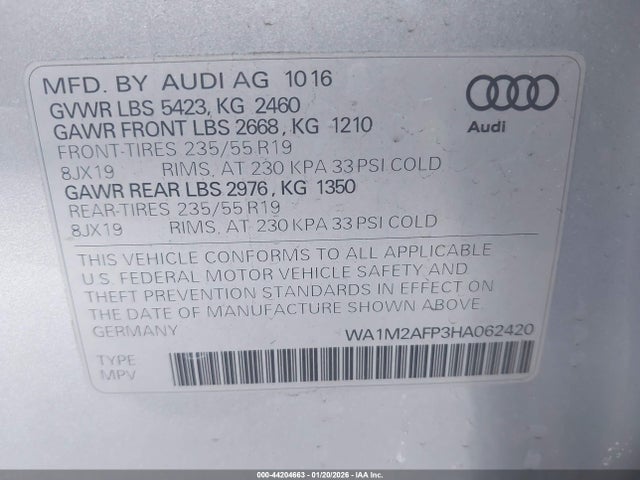 MFD. BY AUDI AG 10 16
GVWR LBS 5423, KG 2460
GAWR FRONT LBS 2668, KG 1210
FRONT-TIRES 235/55 R19
8JX19 RIMS, AT 230 KPA 33 PSI COLD
GAWR REAR LBS 2976, KG 1350
REAR-TIRES 235/55 R19
8JX19 RIMS, AT 230 KPA 33 PSI COLD
Audi
THIS VEHICLE CONFORMS TO ALL APPLICABLE
U.S. FEDERAL MOTOR VEHICLE SAFETY AND
THEFT PREVENTION STANDARDS IN EFFECT ON
THE DATE OF MANUFACTURE SHOWN ABOVE.
GERMANY WA1M2AFP3HA062420
TYPE
MPV
000-44204663 - 01/20/2026 - IAA Inc.